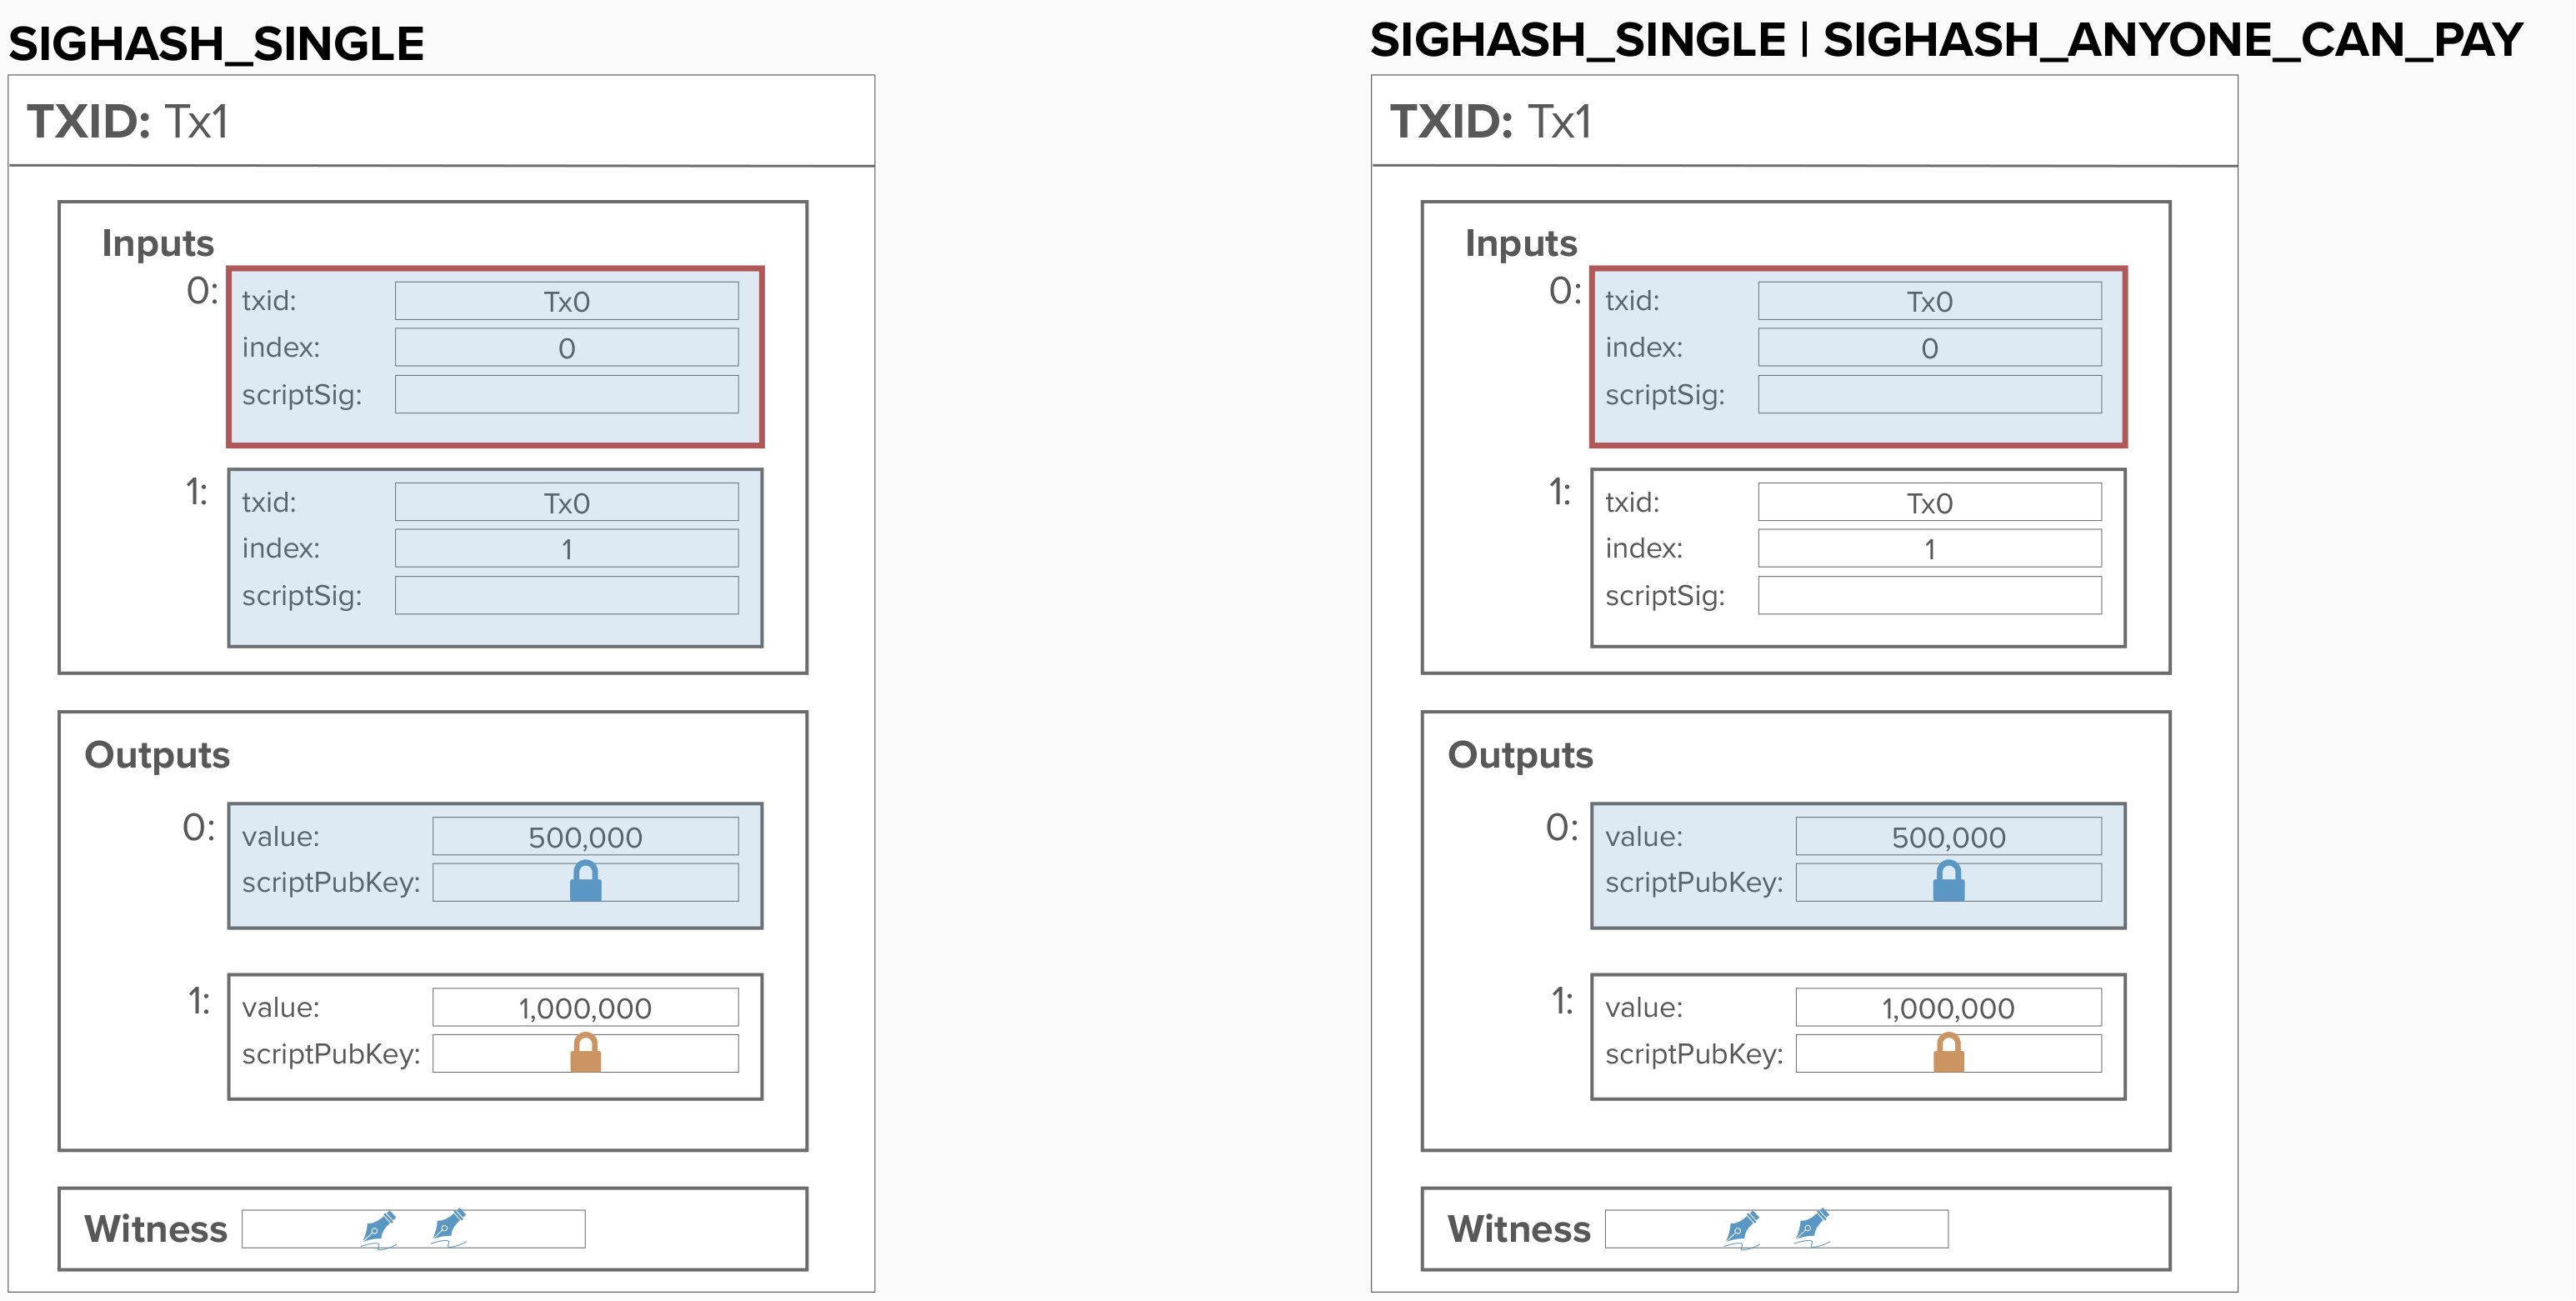 SIGHASH_SINGLE
TXID: Tx1
Inputs
0:
txid: Tx0
index: 0
scriptSig:
1:
txid: Tx0
index: 1
scriptSig:
Outputs
0:
value: 500,000
scriptPubKey:
1:
value: 1,000,000
scriptPubKey:
Witness
SIGHASH_SINGLE | SIGHASH_ANYONE_CAN_PAY
TXID: Tx1
Inputs
0:
txid: Tx0
index: 0
scriptSig:
1:
txid: Tx0
index: 1
scriptSig:
Outputs
0:
value: 500,000
scriptPubKey:
1:
value: 1,000,000
scriptPubKey:
Witness